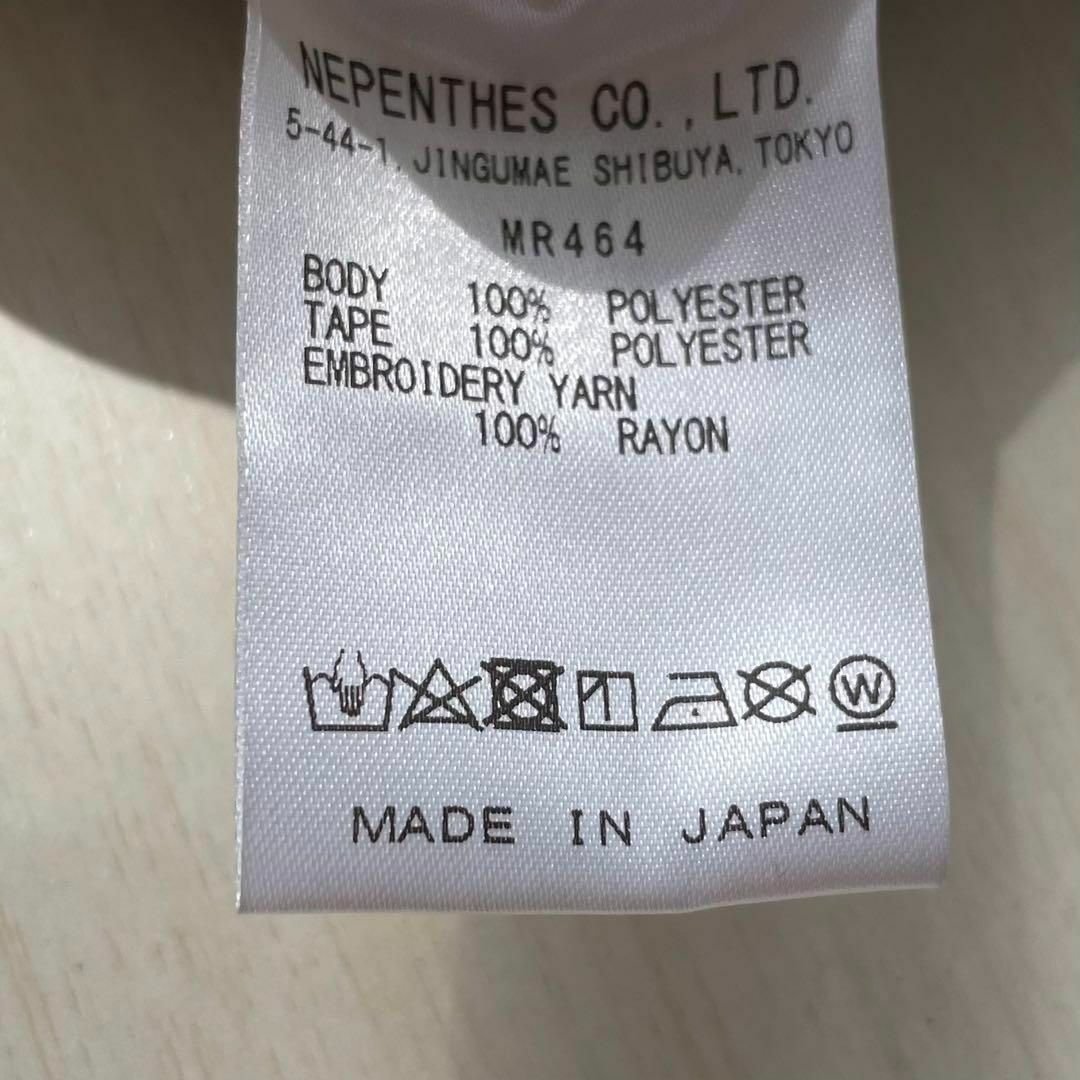 NEPENTHES CO.,LTD.
5-44-1, JINGUMAE SHIBUYA, TOKYO
MR464
BODY 100% POLYESTER
TAPE 100% POLYESTER
EMBROIDERY YARN
100% RAYON
W
MADE IN JAPAN